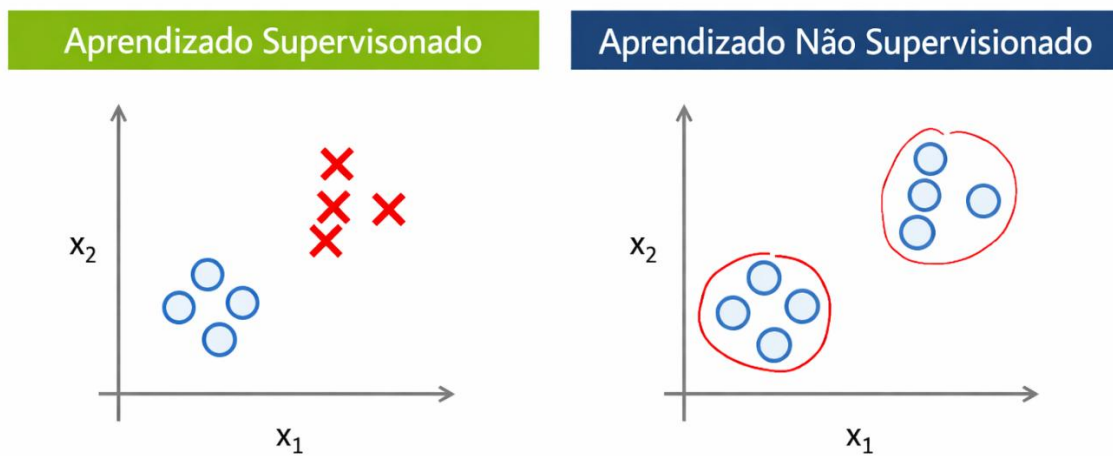 Aprendizado Supervisonado
x₂
x₁
Aprendizado Não Supervisionado
x₂
x₁